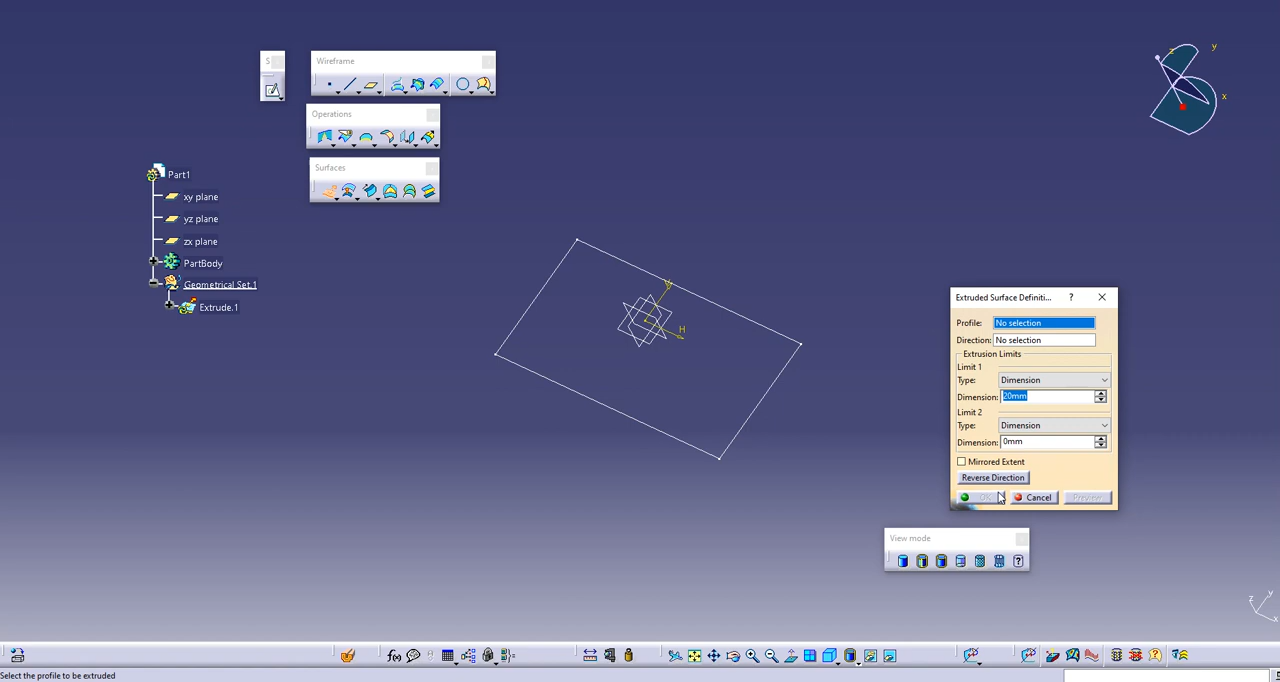 S
Wireframe
Operations
Surfaces
z
y
x
Part1
xy plane
yz plane
zx plane
PartBody
Geometrical Set.1
Extrude.1
V
H
Extruded Surface Definiti... ?
Profile: No selection
Direction: No selection
Extrusion Limits
Limit 1
Type: Dimension
Dimension: 20mm
Limit 2
Type: Dimension
Dimension: 0mm
Mirrored Extent
Reverse Direction
OK Cancel Preview
View mode
?
z y
x
f(x)
Select the profile to be extruded